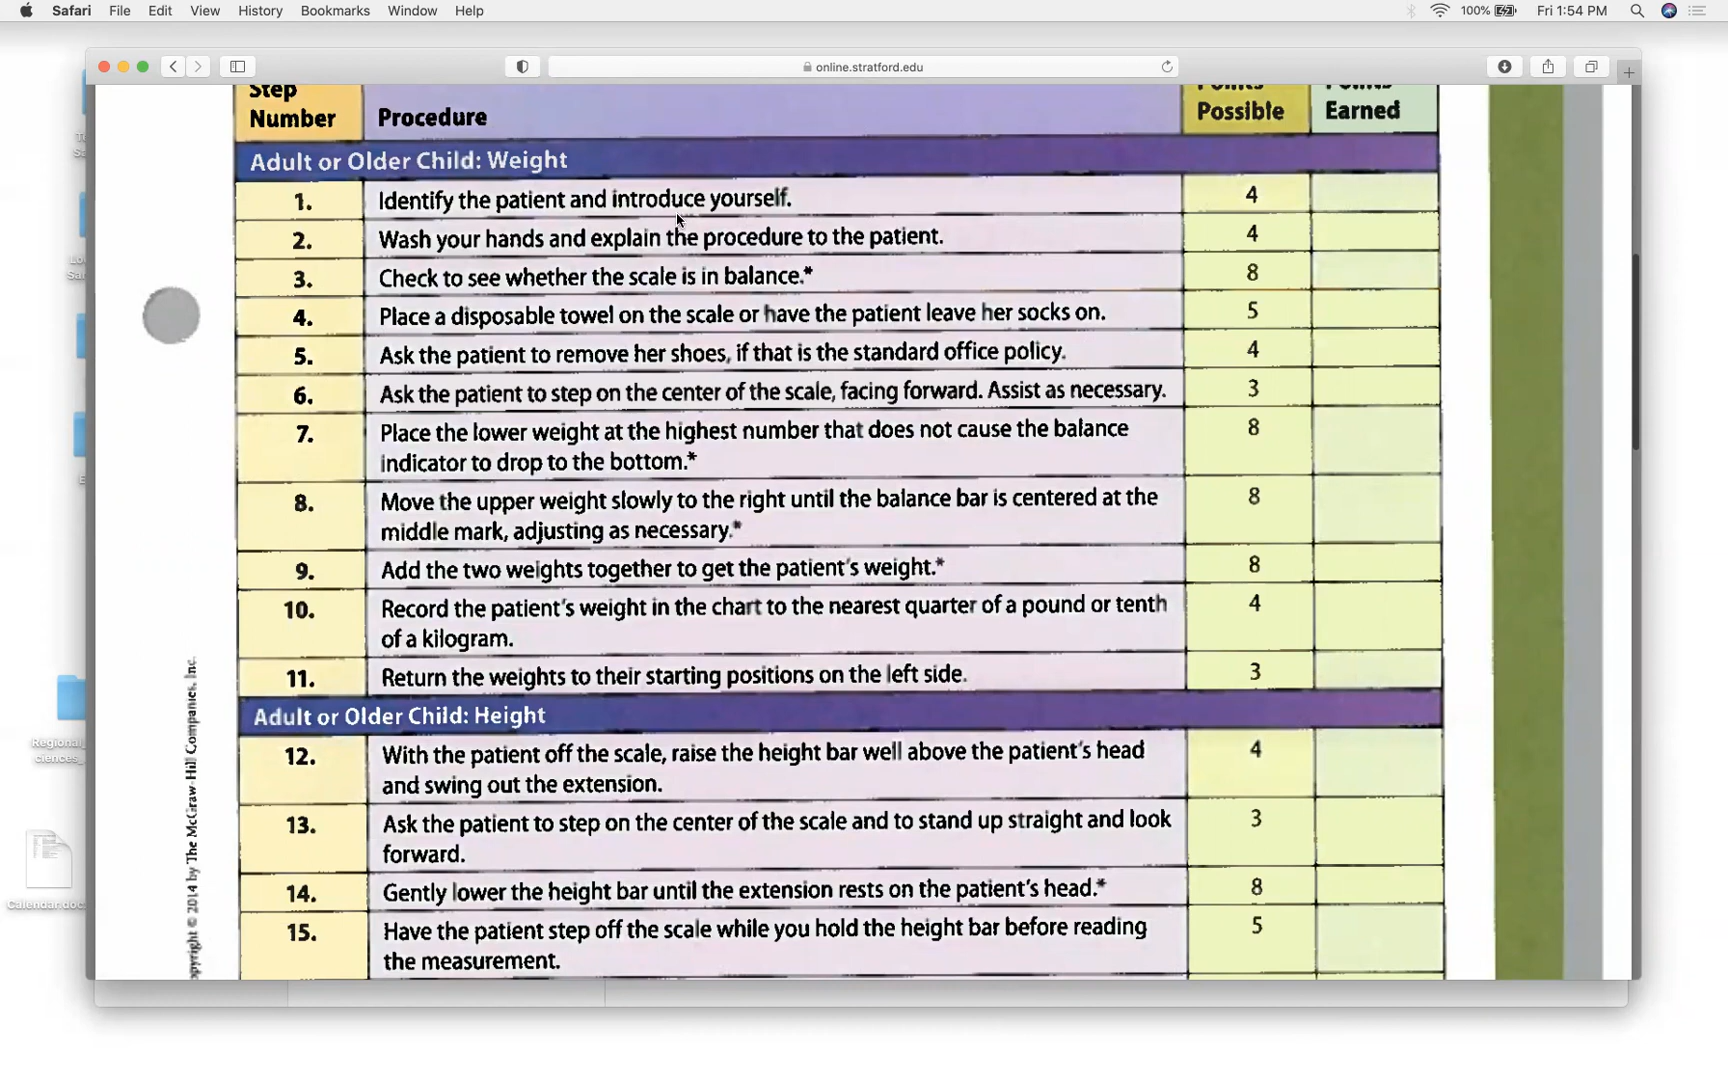 Safari File Edit View History Bookmarks Window Help
100% Fri 1:54 PM
online.stratford.edu
Step
Number
Procedure
Points
Possible
Points
Earned
Adult or Older Child: Weight
1. Identify the patient and introduce yourself. 4
2. Wash your hands and explain the procedure to the patient. 4
3. Check to see whether the scale is in balance.* 8
4. Place a disposable towel on the scale or have the patient leave her socks on. 5
5. Ask the patient to remove her shoes, if that is the standard office policy. 4
6. Ask the patient to step on the center of the scale, facing forward. Assist as necessary. 3
7. Place the lower weight at the highest number that does not cause the balance 8
indicator to drop to the bottom.*
8. Move the upper weight slowly to the right until the balance bar is centered at the 8
middle mark, adjusting as necessary.*
9. Add the two weights together to get the patient's weight.* 8
10. Record the patient's weight in the chart to the nearest quarter of a pound or tenth 4
of a kilogram.
11. Return the weights to their starting positions on the left side. 3
Adult or Older Child: Height
12. With the patient off the scale, raise the height bar well above the patient's head 4
and swing out the extension.
13. Ask the patient to step on the center of the scale and to stand up straight and look 3
forward.
14. Gently lower the height bar until the extension rests on the patient's head.* 8
15. Have the patient step off the scale while you hold the height bar before reading 5
the measurement.
opyright © 2014 by The McGraw-Hill Companies, Inc.
Regional_
ciences_
Calendar.doc